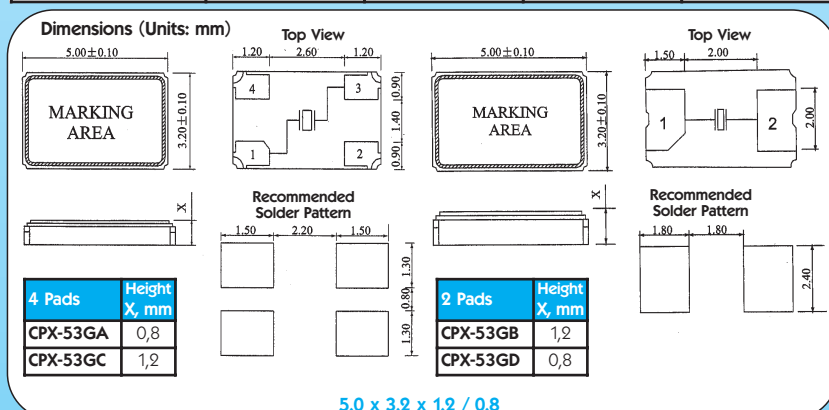 Dimensions (Units: mm)
5.00±0.10
MARKING
AREA
3.20±0.10
X
Top View
1.20 2.60 1.20
4 3
1 2
0.90
1.40
0.90
Recommended
Solder Pattern
1.50 2.20 1.50
1.30
0.80
1.30
4 Pads Height X, mm
CPX-53GA 0,8
CPX-53GC 1,2
5.00±0.10
MARKING
AREA
3.20±0.10
X
Top View
1.50 2.00
1 2
2.00
Recommended
Solder Pattern
1.80 1.80
2.40
2 Pads Height X, mm
CPX-53GB 1,2
CPX-53GD 0,8
5.0 x 3.2 x 1.2 / 0.8